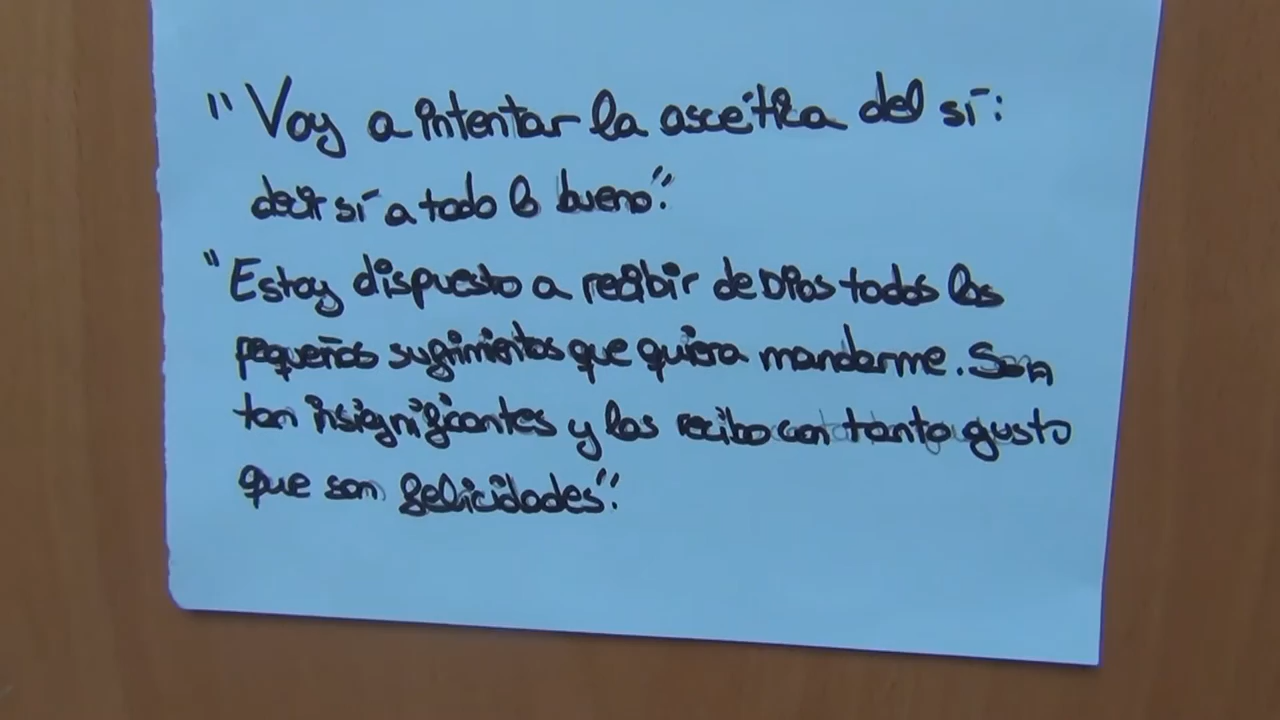 "Voy a intentar la ascética del sí:
decir sí a todo lo bueno".
"Estoy dispuesto a recibir de Dios todos los
pequeños sufrimientos que quiera mandarme. Son
tan insignificantes y los recibo con tanto gusto
que son felicidades".